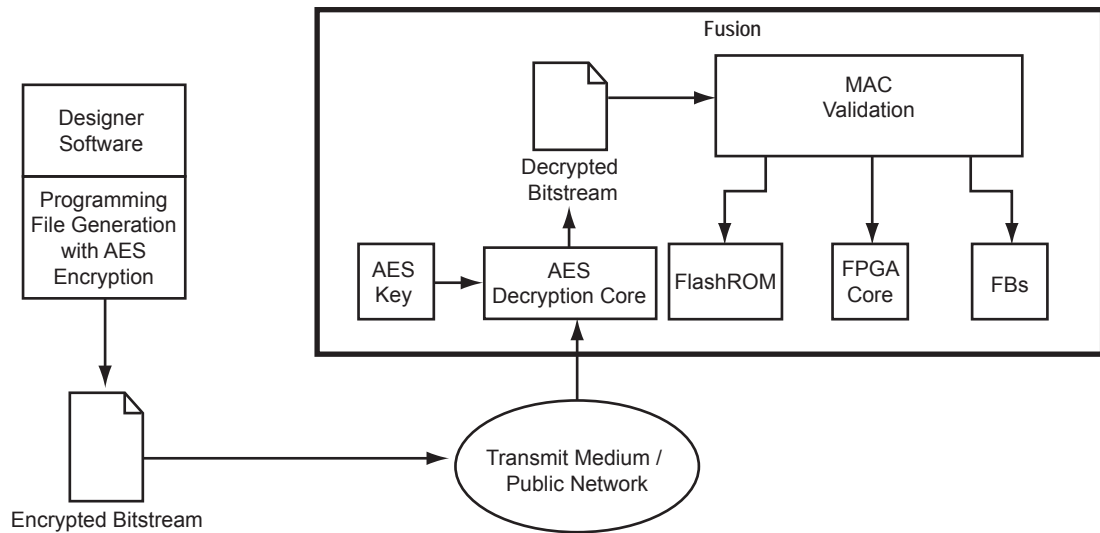 Fusion
Designer
Software
Programming
File Generation
with AES
Encryption
MAC
Validation
Decrypted
Bitstream
AES
Key
AES
Decryption Core
FlashROM
FPGA
Core
FBs
Transmit Medium /
Public Network
Encrypted Bitstream